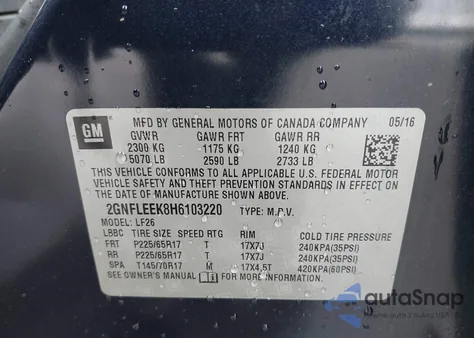 GM
MFD BY GENERAL MOTORS OF CANADA COMPANY 05/16
GVWR GAWR FRT GAWR RR
2300 KG 1175 KG 1240 KG
5070 LB 2590 LB 2733 LB
THIS VEHICLE CONFORMS TO ALL APPLICABLE U.S. FEDERAL MOTOR
VEHICLE SAFETY AND THEFT PREVENTION STANDARDS IN EFFECT ON
THE DATE OF MANUFACTURE SHOWN ABOVE.
2GNFLEEK8H6103220 TYPE: M.P.V.
MODEL: LF26
LBBC TIRE SIZE SPEED RTG RIM COLD TIRE PRESSURE
FRT P225/65R17 T 17X7J 240KPA(35PSI)
RR P225/65R17 T 17X7J 240KPA(35PSI)
SPA T145/70R17 M 17X4.5T 420KPA(60PSI)
SEE OWNER'S MANUAL FOR MORE INFORMATION.
autoSnap